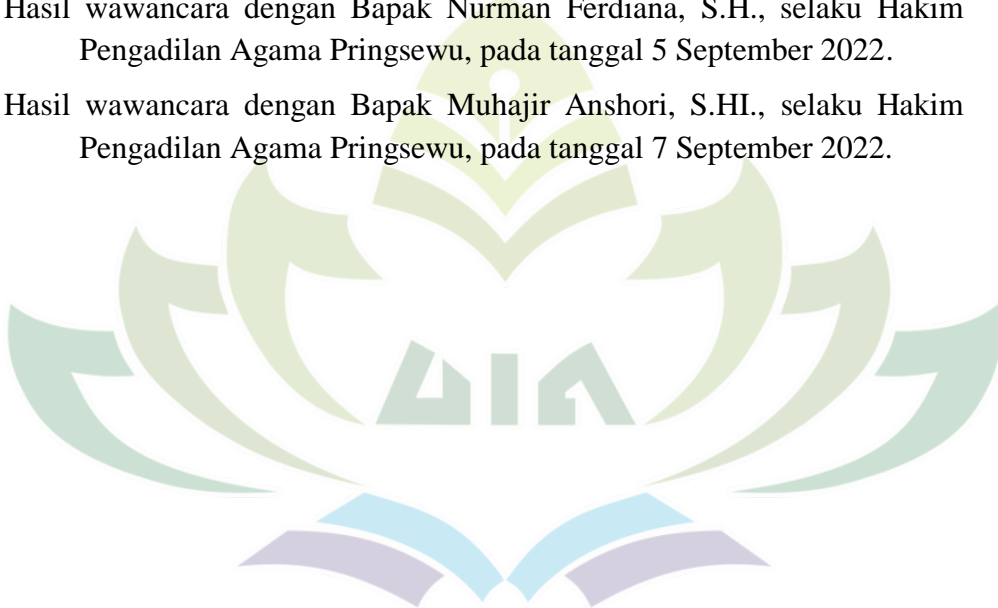 Hasil wawancara dengan Bapak Nurman Ferdiana, S.H., selaku Hakim
Pengadilan Agama Pringsewu, pada tanggal 5 September 2022.
Hasil wawancara dengan Bapak Muhajir Anshori, S.HI., selaku Hakim
Pengadilan Agama Pringsewu, pada tanggal 7 September 2022.
UIN